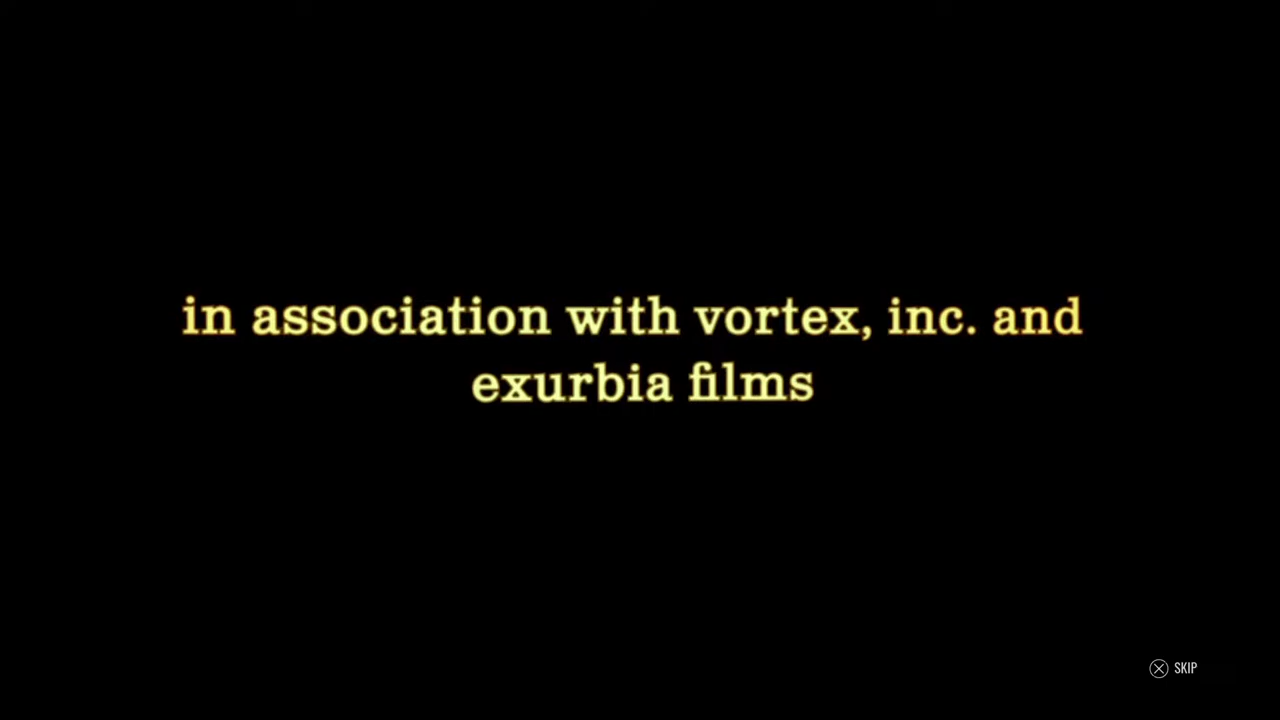 in association with vortex, inc. and
exurbia films
SKIP